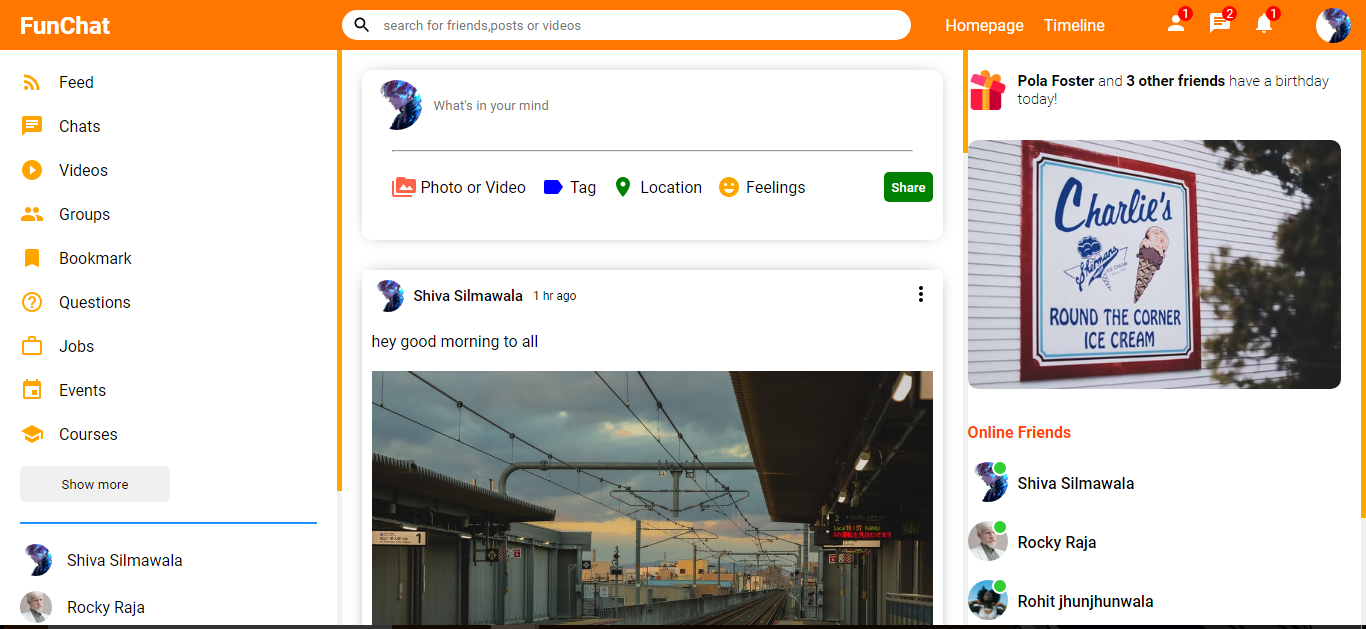 FunChat
search for friends,posts or videos
Homepage
Timeline
1
2
1
Feed
Chats
Videos
Groups
Bookmark
Questions
Jobs
Events
Courses
Show more
Shiva Silmawala
Rocky Raja
What's in your mind
Photo or Video
Tag
Location
Feelings
Share
Shiva Silmawala 1 hr ago
hey good morning to all
1
Pola Foster and 3 other friends have a birthday
today!
Charlie's
Shermans
ICE CREAM
ROUND THE CORNER
ICE CREAM
Online Friends
Shiva Silmawala
Rocky Raja
Rohit jhunjhunwala